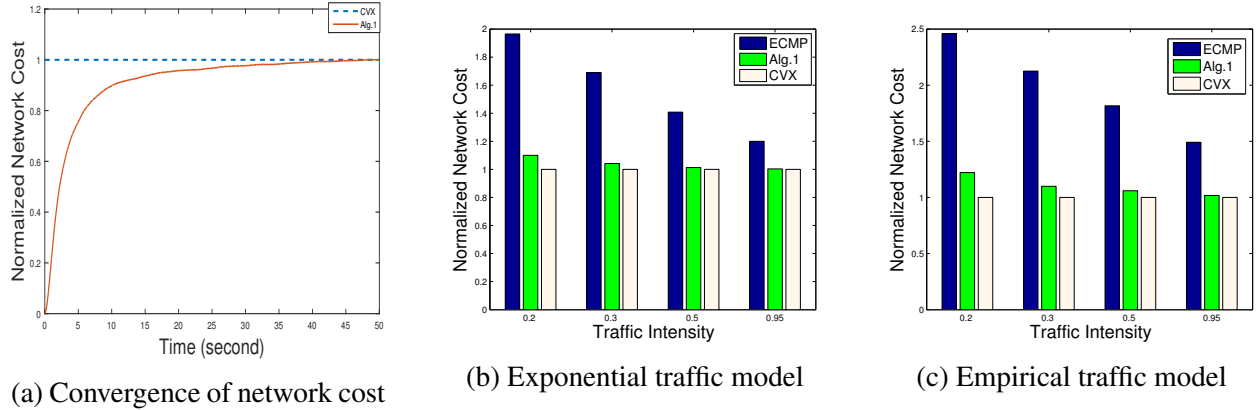 CVX
Alg.1
Normalized Network Cost
1.2
1
0.8
0.6
0.4
0.2
0
0 5 10 15 20 25 30 35 40 45 50
Time (second)
(a) Convergence of network cost
ECMP
Alg.1
CVX
Normalized Network Cost
2
1.8
1.6
1.4
1.2
1
0.8
0.6
0.4
0.2
0
0.2 0.3 0.5 0.95
Traffic Intensity
(b) Exponential traffic model
ECMP
Alg.1
CVX
Normalized Network Cost
2.5
2
1.5
1
0.5
0
0.2 0.3 0.5 0.95
Traffic Intensity
(c) Empirical traffic model